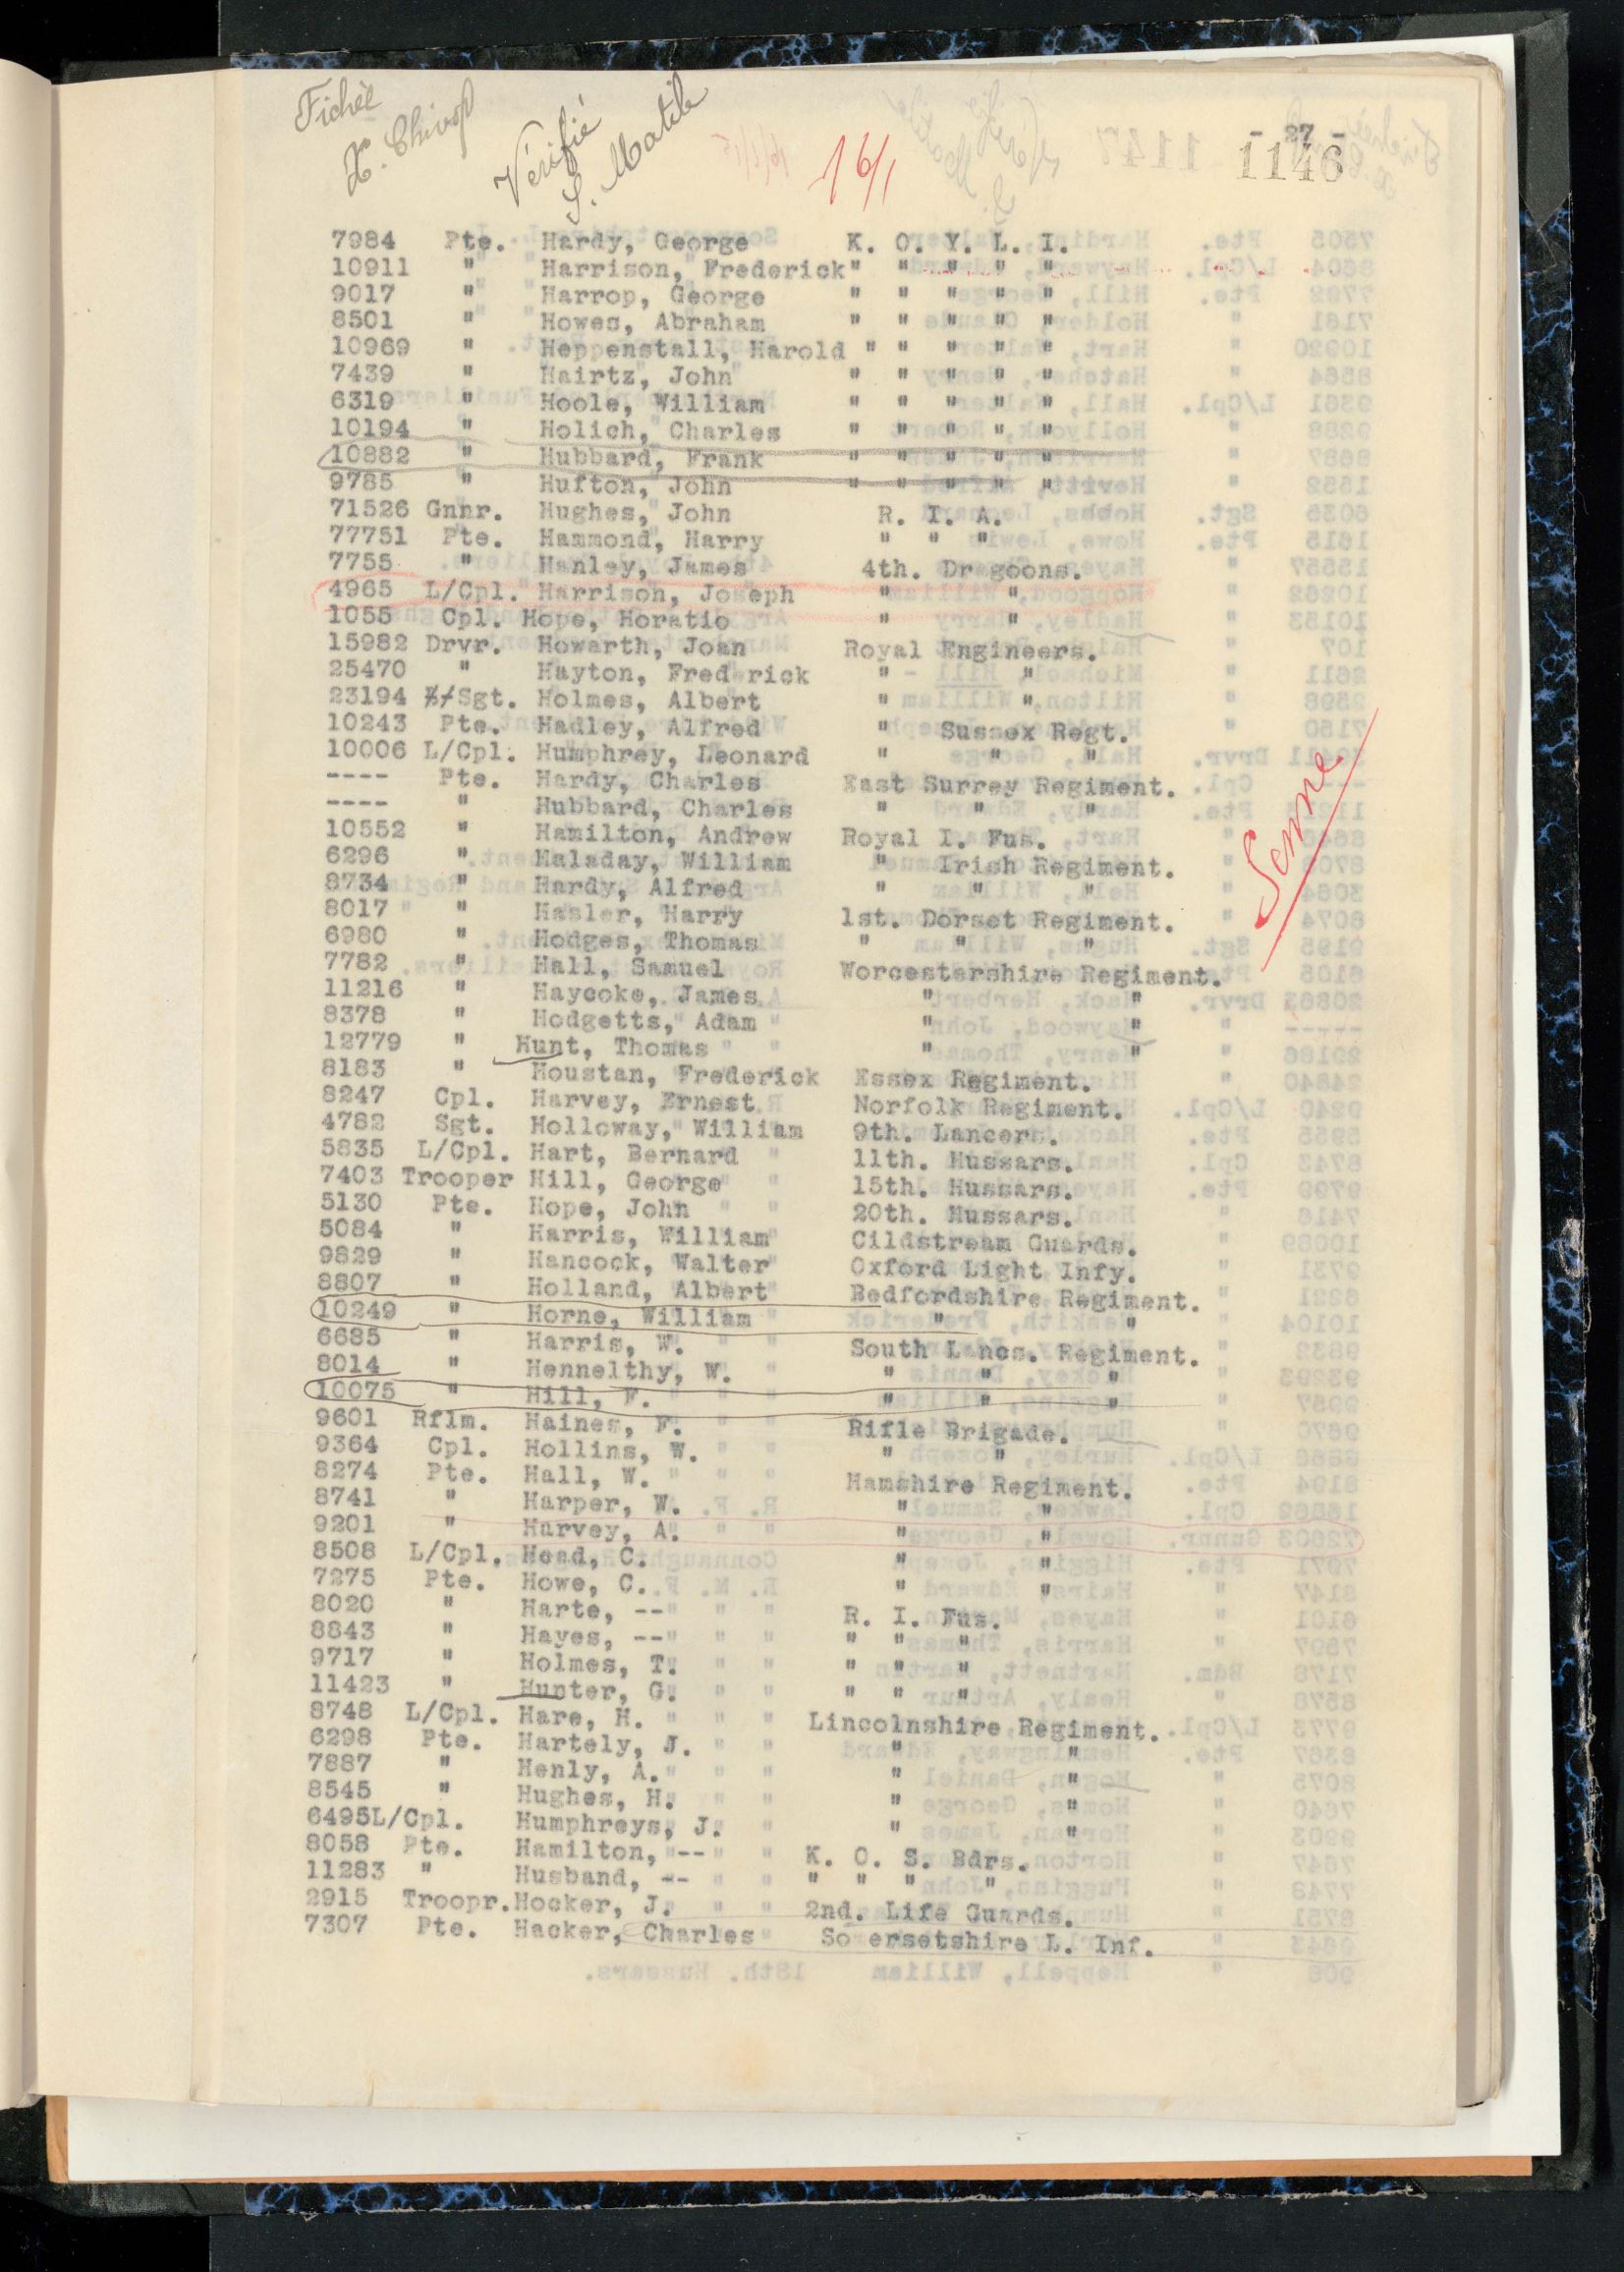 Fichée
Vérifié
16/1
- 27 -
1146
7984 Pte. Hardy, George K. O. Y. L. I.
10911 " Harrison, Frederick " " " " "
9017 " Harrop, George " " " " "
8501 " Howes, Abraham " " " " "
10969 " Heppenstall, Harold " " " " "
7439 " Hairtz, John " " " " "
6319 " Hoole, William " " " " "
10194 " Holich, Charles " " " " "
10882 " Hubbard, Frank " " " " "
9785 " Hufton, John " " " " "
71526 Gnnr. Hughes, John R. I. A.
77751 Pte. Hammond, Harry " " "
7755 " Hanley, James 4th. Dragoons.
4965 L/Cpl. Harrison, Joseph " "
1055 Cpl. Hope, Horatio " "
15982 Drvr. Howarth, Joan Royal Engineers.
25470 " Hayton, Frederick " - "
23194 Sgt. Holmes, Albert " "
10243 Pte. Hadley, Alfred " Sussex Regt.
10006 L/Cpl. Humphrey, Leonard " " "
---- Pte. Hardy, Charles East Surrey Regiment.
---- " Hubbard, Charles " " "
10552 " Hamilton, Andrew Royal I. Fus.
6296 " Haladay, William " Irish Regiment.
8734 " Hardy, Alfred " " "
8017 " Hasler, Harry 1st. Dorset Regiment.
6980 " Hodges, Thomas " " "
7782 " Hall, Samuel Worcestershire Regiment.
11216 " Haycoke, James " "
8378 " Hodgetts, Adam " "
12779 " Hunt, Thomas " "
8183 " Houstan, Frederick Essex Regiment.
8247 Cpl. Harvey, Ernest Norfolk Regiment.
4782 Sgt. Holloway, William 9th. Lancers.
5835 L/Cpl. Hart, Bernard 11th. Hussars.
7403 Trooper Hill, George 15th. Hussars.
5130 Pte. Hope, John 20th. Hussars.
5084 " Harris, William Cildstream Guards.
9829 " Hancock, Walter Oxford Light Infy.
8807 " Holland, Albert Bedfordshire Regiment.
10249 " Horne, William " "
6685 " Harris, W. South Lncs. Regiment.
8014 " Hennelthy, W. " " "
10075 " Hill, F. " " "
9601 Rflm. Haines, F. Rifle Brigade.
9364 Cpl. Hollins, W. " "
8274 Pte. Hall, W. Hamshire Regiment.
8741 " Harper, W. " "
9201 " Harvey, A. " "
8508 L/Cpl. Head, C. " "
7275 Pte. Howe, C. " "
8020 " Harte, -- R. I. Fus.
8843 " Hayes, -- " " "
9717 " Holmes, T. " " "
11423 " Hunter, G. " " "
8748 L/Cpl. Hare, H. Lincolnshire Regiment.
6298 Pte. Hartely, J. " "
7887 " Henly, A. " "
8545 " Hughes, H. " "
6495L/Cpl. Humphreys, J. " "
8058 Pte. Hamilton, -- K. O. S. Bdrs.
11283 " Husband, -- " " " "
2915 Troopr. Hocker, J. 2nd. Life Guards.
7307 Pte. Hacker, Charles So ersetshire L. Inf.
Senne